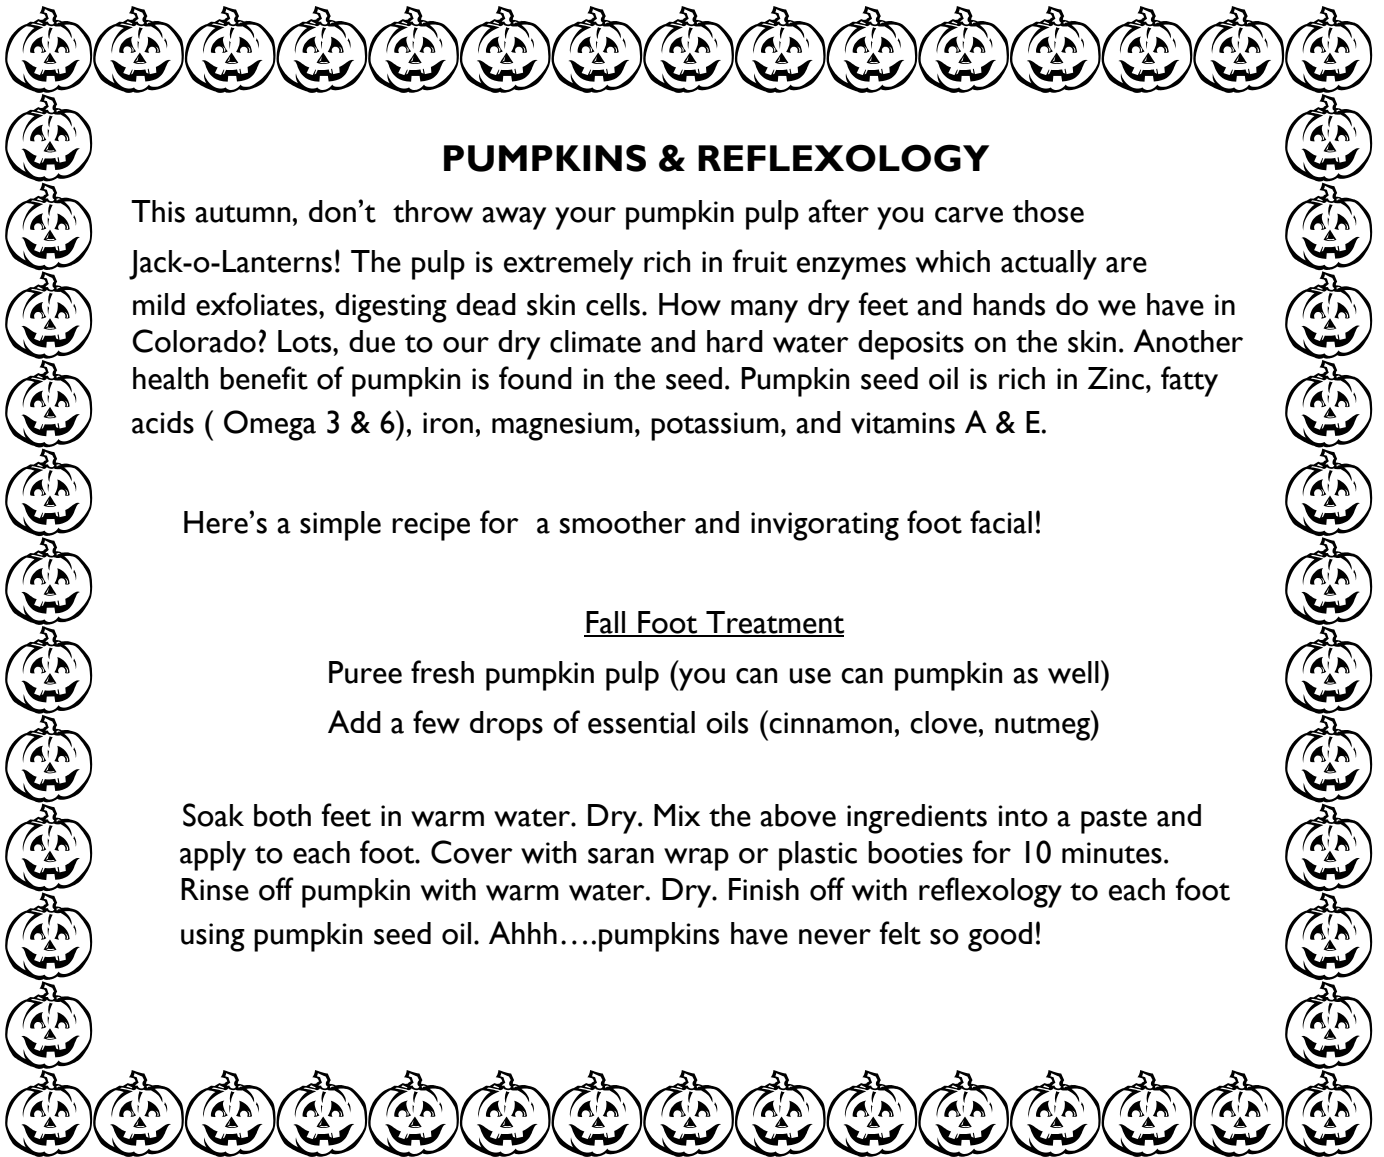 PUMPKINS & REFLEXOLOGY
This autumn, don’t  throw away your pumpkin pulp after you carve those
Jack-o-Lanterns! The pulp is extremely rich in fruit enzymes which actually are
mild exfoliates, digesting dead skin cells. How many dry feet and hands do we have in
Colorado? Lots, due to our dry climate and hard water deposits on the skin. Another
health benefit of pumpkin is found in the seed. Pumpkin seed oil is rich in Zinc, fatty
acids ( Omega 3 & 6), iron, magnesium, potassium, and vitamins A & E.
Here’s a simple recipe for  a smoother and invigorating foot facial!
Fall Foot Treatment
Puree fresh pumpkin pulp (you can use can pumpkin as well)
Add a few drops of essential oils (cinnamon, clove, nutmeg)
Soak both feet in warm water. Dry. Mix the above ingredients into a paste and
apply to each foot. Cover with saran wrap or plastic booties for 10 minutes.
Rinse off pumpkin with warm water. Dry. Finish off with reflexology to each foot
using pumpkin seed oil. Ahhh….pumpkins have never felt so good!